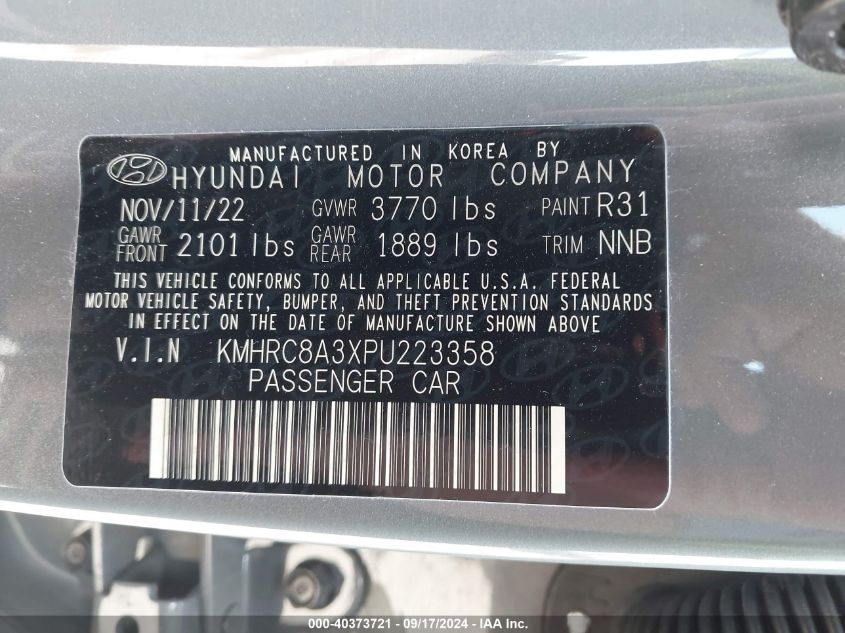 MANUFACTURED IN KOREA BY
HYUNDAI MOTOR COMPANY
NOV/11/22 GVWR 3770 lbs PAINT R31
GAWR FRONT 2101 lbs GAWR REAR 1889 lbs TRIM NNB
THIS VEHICLE CONFORMS TO ALL APPLICABLE U.S.A. FEDERAL
MOTOR VEHICLE SAFETY, BUMPER, AND THEFT PREVENTION STANDARDS
IN EFFECT ON THE DATE OF MANUFACTURE SHOWN ABOVE
V.I.N KMHRC8A3XPU223358
PASSENGER CAR
000-40373721 - 09/17/2024 - IAAI Inc.